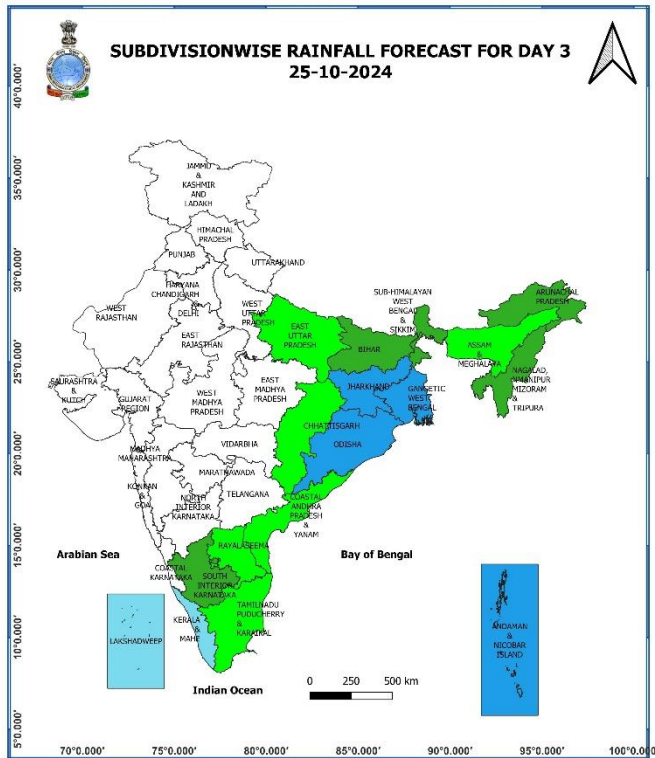 SUBDIVISIONWISE RAINFALL FORECAST FOR DAY 3
25-10-2024
40°0.000'
35°0.000'
30°0.000'
25°0.000'
20°0.000'
15°0.000'
10°0.000'
5°0.000'
JAMMU
&
KASHMIR
AND
LADAKH
HIMACHAL
PRADESH
PUNJAB
UTTARAKHAND
HARYANA
CHANDIGARH
&
DELHI
WEST
UTTAR
PRADESH
WEST
RAJASTHAN
EAST
RAJASTHAN
EAST
UTTAR
PRADESH
SUB-HIMALAYAN
WEST
BENGAL
&
SIKKIM
ARUNACHAL
PRADESH
BIHAR
ASSAM
&
MEGHALAYA
NAGALAD,
MANIPUR
MIZORAM
&
TRIPURA
SAURASHTRA
&
KUTCH
GUJARAT
REGION
WEST
MADHYA
PRADESH
EAST
MADHYA
PRADESH
JHARKHAND
GANGETIC
WEST
BENGAL
CHHATTISGARH
ODISHA
VIDARBHA
MADHYA
MAHARASHTRA
MARATHWADA
KONKAN
&
GOA
NORTH
INTERIOR
KARNATAKA
TELANGANA
COASTAL
ANDHRA
PRADESH
&
YANAM
Arabian Sea
RAYALASEEMA
Bay of Bengal
COASTAL
KARNATAKA
SOUTH
INTERIOR
KARNATAKA
TAMILNADU
PUDUCHERRY
&
KARAIKAL
KERALA
&
MAHE
LAKSHADWEEP
ANDAMAN
&
NICOBAR
ISLAND
Indian Ocean
0 250 500 km
70°0.000' 75°0.000' 80°0.000' 85°0.000' 90°0.000' 95°0.000' 100°0.000'